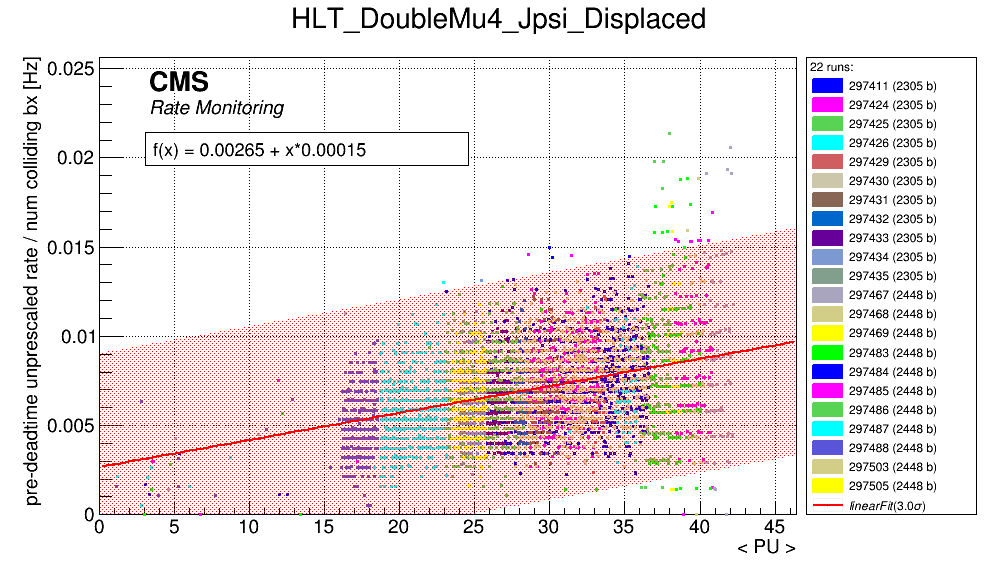 HLT_DoubleMu4_Jpsi_Displaced
pre-deadtime unprescaled rate / num colliding bx [Hz]
0.025
0.02
0.015
0.01
0.005
0
CMS
Rate Monitoring
f(x) = 0.00265 + x*0.00015
0 5 10 15 20 25 30 35 40 45
< PU >
22 runs:
297411 (2305 b)
297424 (2305 b)
297425 (2305 b)
297426 (2305 b)
297429 (2305 b)
297430 (2305 b)
297431 (2305 b)
297432 (2305 b)
297433 (2305 b)
297434 (2305 b)
297435 (2305 b)
297467 (2448 b)
297468 (2448 b)
297469 (2448 b)
297483 (2448 b)
297484 (2448 b)
297485 (2448 b)
297486 (2448 b)
297487 (2448 b)
297488 (2448 b)
297503 (2448 b)
297505 (2448 b)
linearFit(3.0σ)